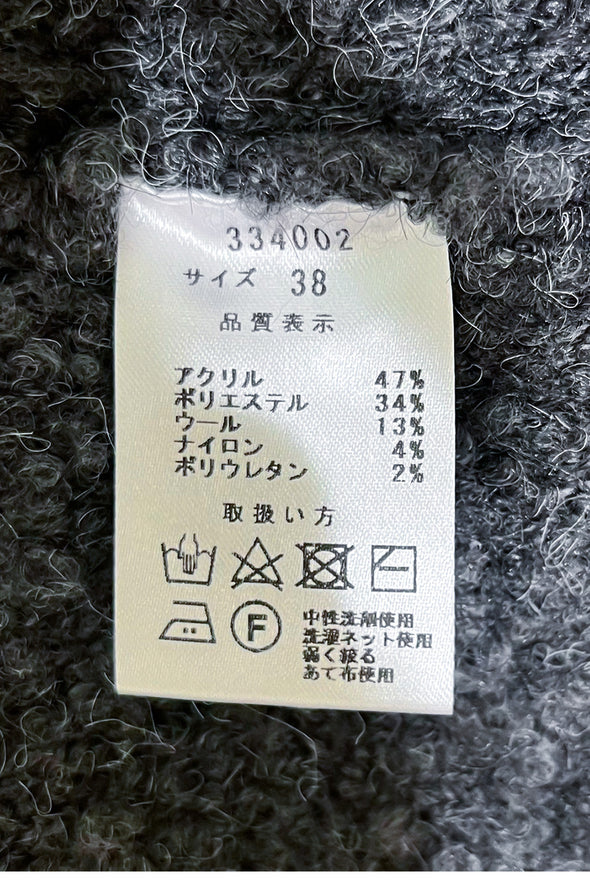 334002
サイズ 38
品質表示
アクリル 47%
ポリエステル 34%
ウール 13%
ナイロン 4%
ポリウレタン 2%
取扱い方
F
中性洗剤使用
洗濯ネット使用
弱く絞る
あて布使用